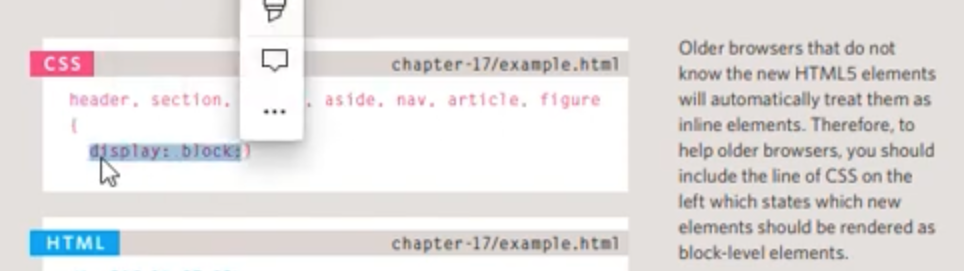 CSS
chapter-17/example.html
header, section, , aside, nav, article, figure
{
display: block;}
HTML
chapter-17/example.html
Older browsers that do not
know the new HTML5 elements
will automatically treat them as
inline elements. Therefore, to
help older browsers, you should
include the line of CSS on the
left which states which new
elements should be rendered as
block-level elements.